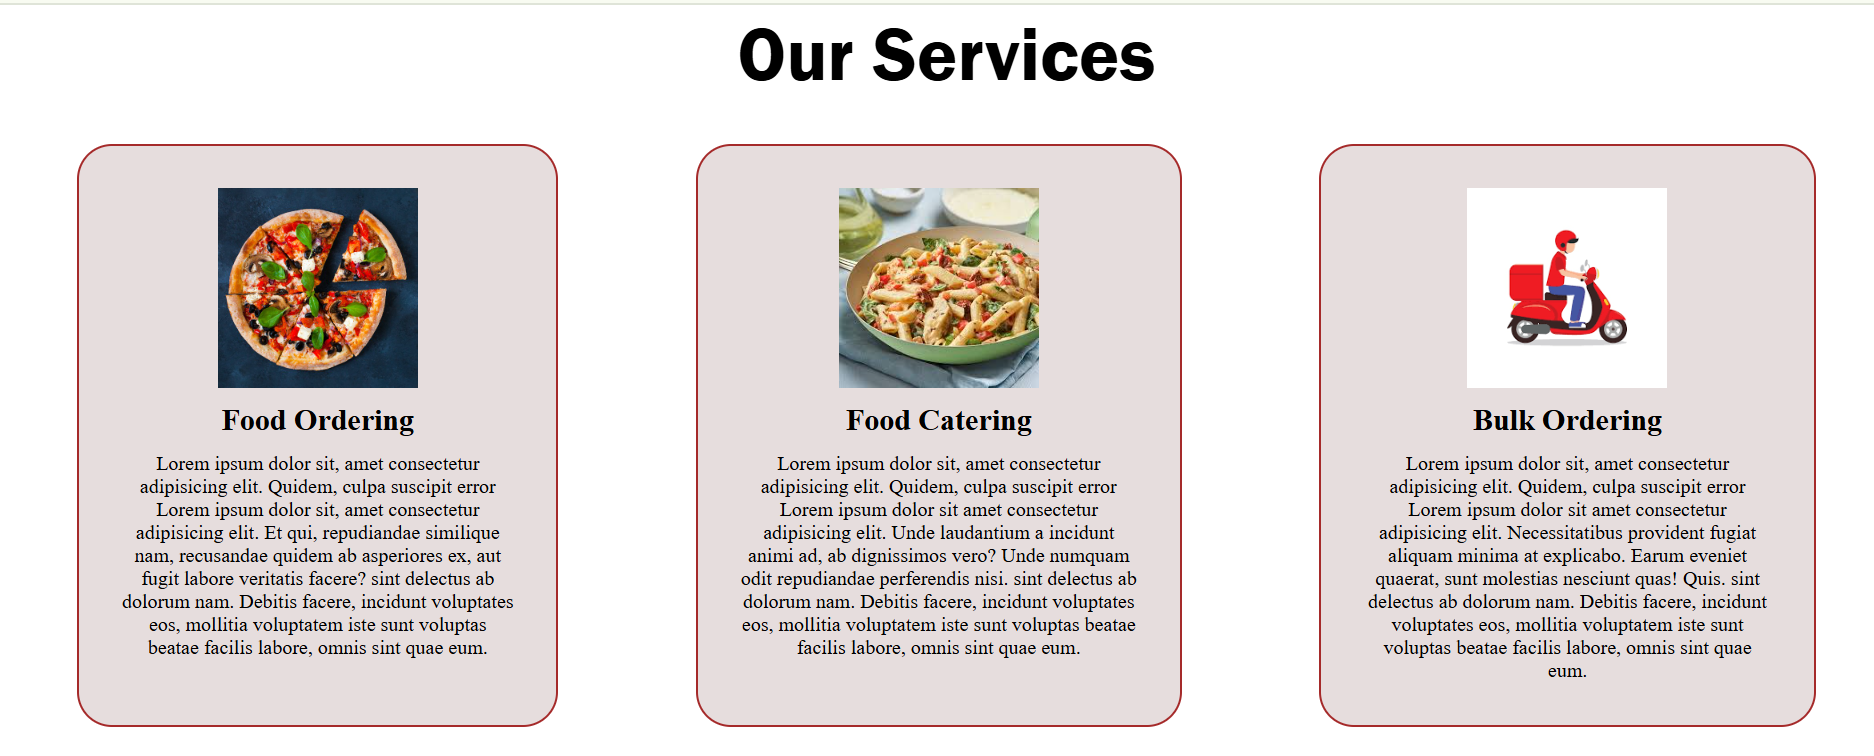 Our Services
Food Ordering
Lorem ipsum dolor sit, amet consectetur
adipisicing elit. Quidem, culpa suscipit error
Lorem ipsum dolor sit, amet consectetur
adipisicing elit. Et qui, repudiandae similique
nam, recusandae quidem ab asperiores ex, aut
fugit labore veritatis facere? sint delectus ab
dolorum nam. Debitis facere, incidunt voluptates
eos, mollitia voluptatem iste sunt voluptas
beatae facilis labore, omnis sint quae eum.
Food Catering
Lorem ipsum dolor sit, amet consectetur
adipisicing elit. Quidem, culpa suscipit error
Lorem ipsum dolor sit amet consectetur
adipisicing elit. Unde laudantium a incidunt
animi ad, ab dignissimos vero? Unde numquam
odit repudiandae perferendis nisi. sint delectus ab
dolorum nam. Debitis facere, incidunt voluptates
eos, mollitia voluptatem iste sunt voluptas beatae
facilis labore, omnis sint quae eum.
Bulk Ordering
Lorem ipsum dolor sit, amet consectetur
adipisicing elit. Quidem, culpa suscipit error
Lorem ipsum dolor sit amet consectetur
adipisicing elit. Necessitatibus provident fugiat
aliquam minima at explicabo. Earum eveniet
quaerat, sunt molestias nesciunt quas! Quis. sint
delectus ab dolorum nam. Debitis facere, incidunt
voluptates eos, mollitia voluptatem iste sunt
voluptas beatae facilis labore, omnis sint quae
eum.